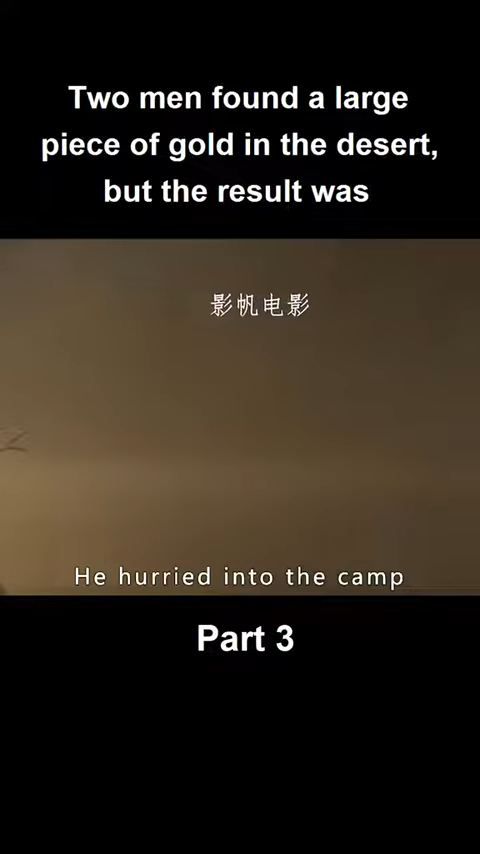 Two men found a large
piece of gold in the desert,
but the result was
影帆电影
He hurried into the camp
Part 3